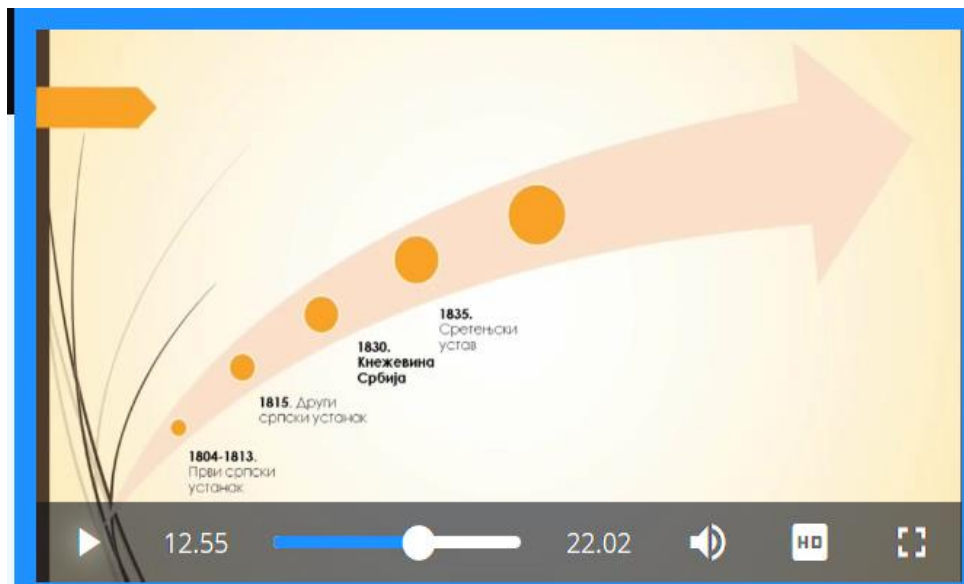 1835.
Сретењски
устав
1830.
Кнежевина
Србија
1815. Други
српски устанак
1804-1813.
Први српски
устанак
12.55
22.02
HD